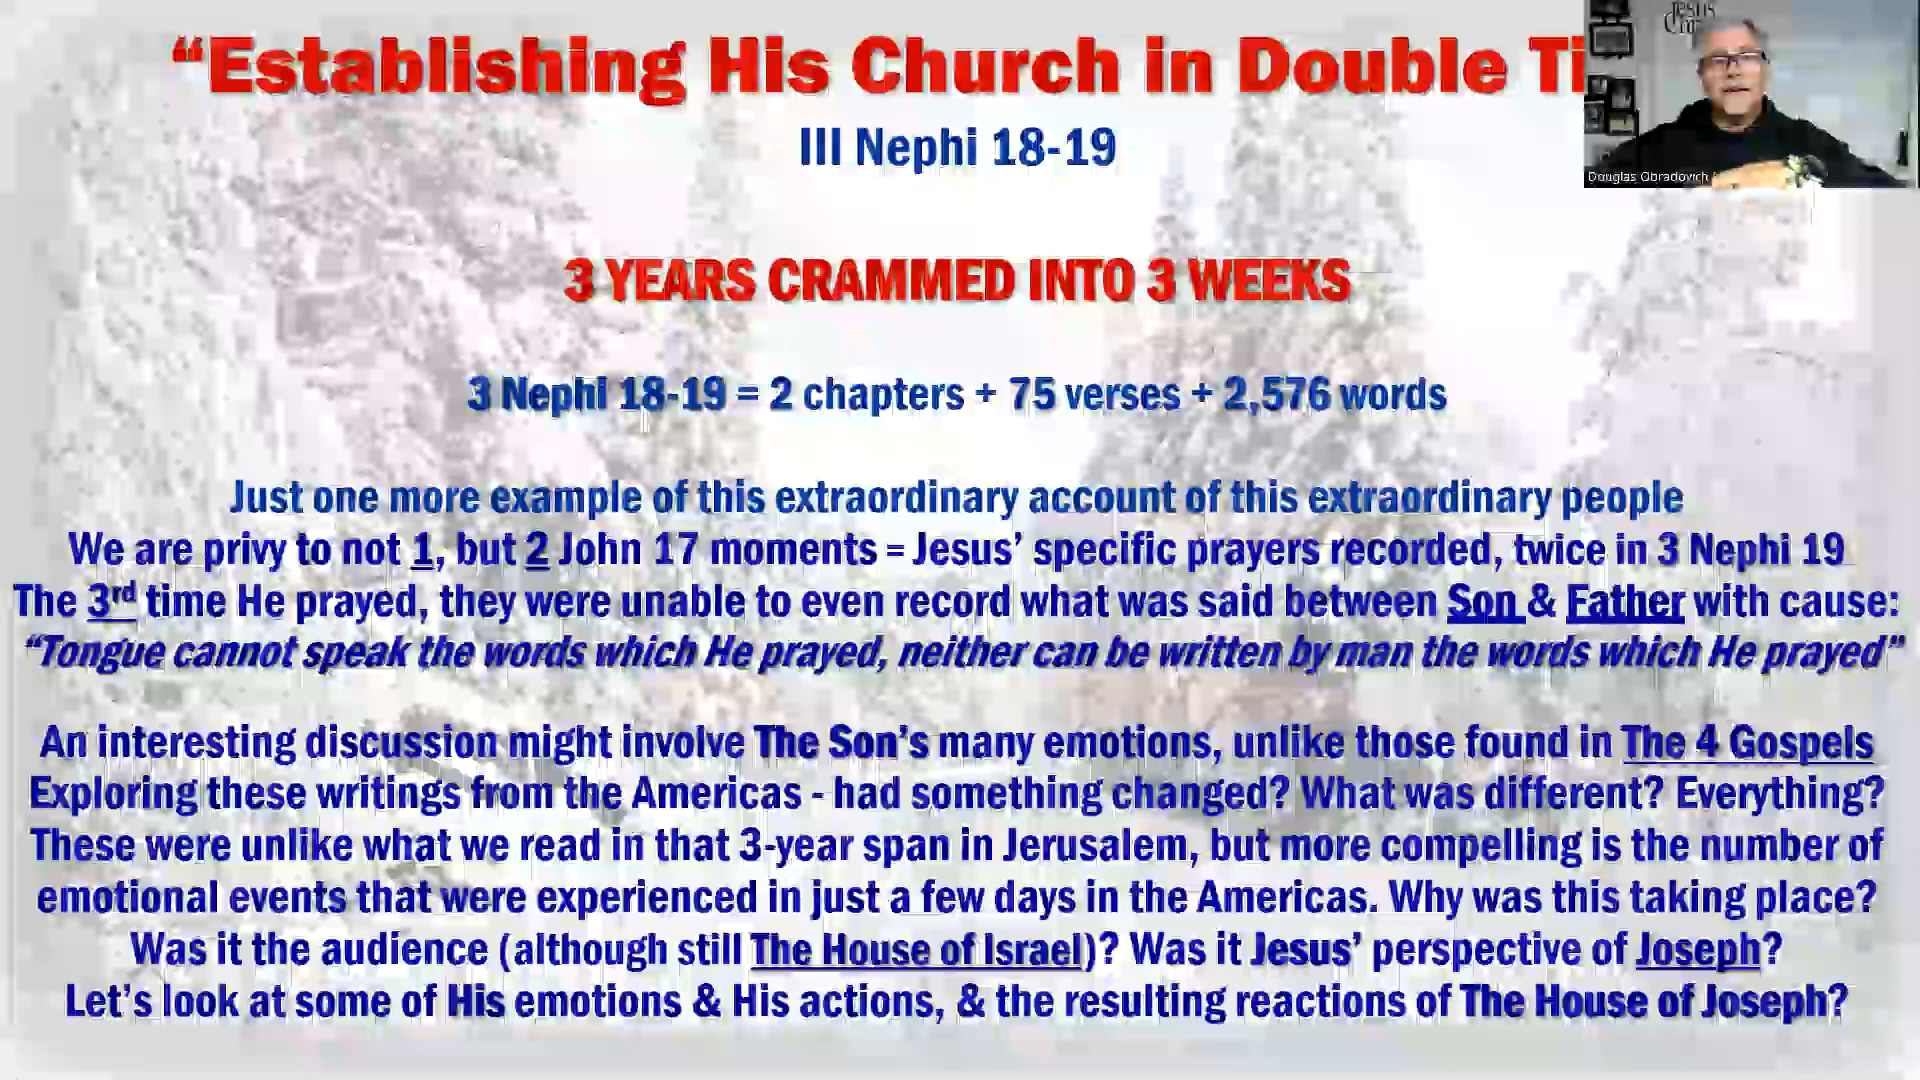 “Establishing His Church in Double Ti
Jesus
III Nephi 18-19
Douglas Obradovich
3 YEARS CRAMMED INTO 3 WEEKS
3 Nephi 18-19 = 2 chapters + 75 verses + 2,576 words
Just one more example of this extraordinary account of this extraordinary people
We are privy to not 1, but 2 John 17 moments = Jesus’ specific prayers recorded, twice in 3 Nephi 19
The 3rd time He prayed, they were unable to even record what was said between Son & Father with cause:
“Tongue cannot speak the words which He prayed, neither can be written by man the words which He prayed”
An interesting discussion might involve The Son’s many emotions, unlike those found in The 4 Gospels
Exploring these writings from the Americas - had something changed? What was different? Everything?
These were unlike what we read in that 3-year span in Jerusalem, but more compelling is the number of
emotional events that were experienced in just a few days in the Americas. Why was this taking place?
Was it the audience (although still The House of Israel)? Was it Jesus’ perspective of Joseph?
Let’s look at some of His emotions & His actions, & the resulting reactions of The House of Joseph?